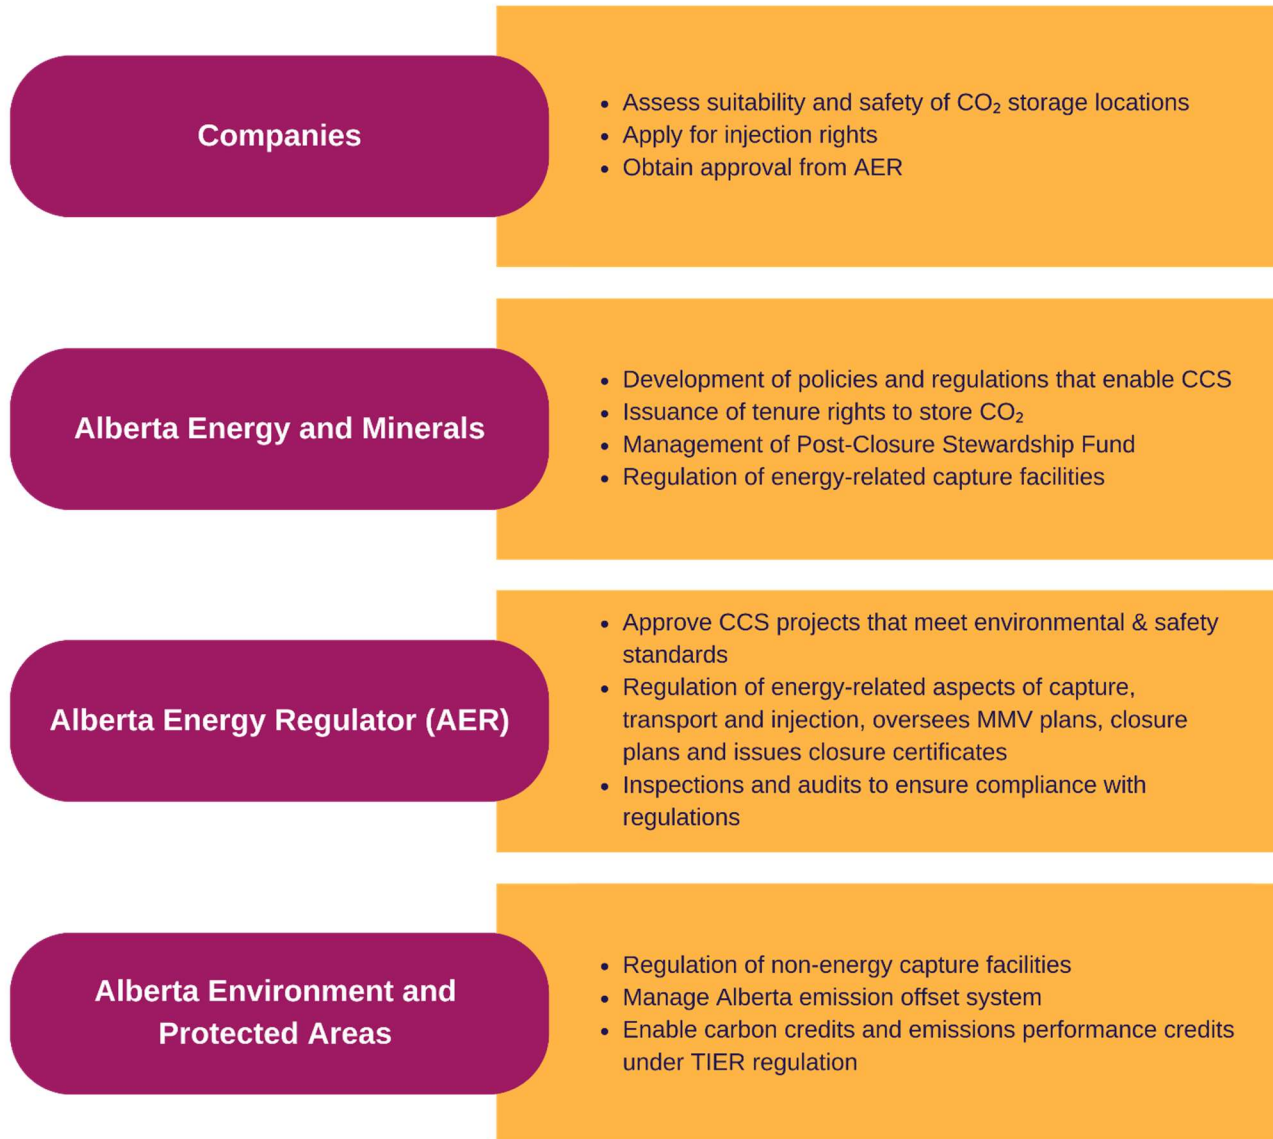 Companies
• Assess suitability and safety of CO₂ storage locations
• Apply for injection rights
• Obtain approval from AER
Alberta Energy and Minerals
• Development of policies and regulations that enable CCS
• Issuance of tenure rights to store CO₂
• Management of Post-Closure Stewardship Fund
• Regulation of energy-related capture facilities
Alberta Energy Regulator (AER)
• Approve CCS projects that meet environmental & safety
standards
• Regulation of energy-related aspects of capture,
transport and injection, oversees MMV plans, closure
plans and issues closure certificates
• Inspections and audits to ensure compliance with
regulations
Alberta Environment and
Protected Areas
• Regulation of non-energy capture facilities
• Manage Alberta emission offset system
• Enable carbon credits and emissions performance credits
under TIER regulation